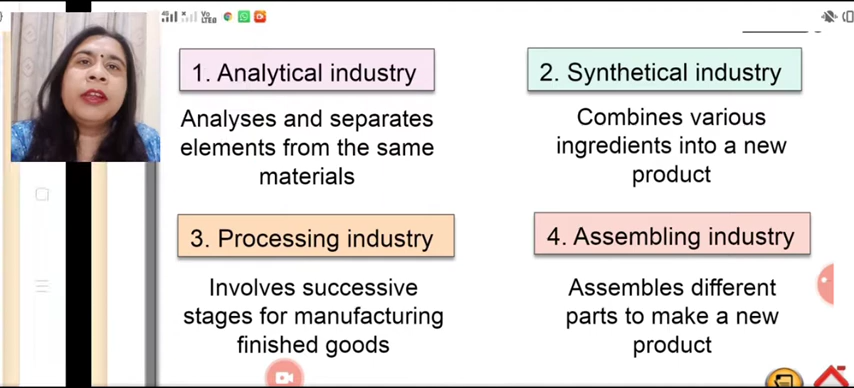 Vo
LTE
1. Analytical industry
Analyses and separates
elements from the same
materials
2. Synthetical industry
Combines various
ingredients into a new
product
3. Processing industry
Involves successive
stages for manufacturing
finished goods
4. Assembling industry
Assembles different
parts to make a new
product